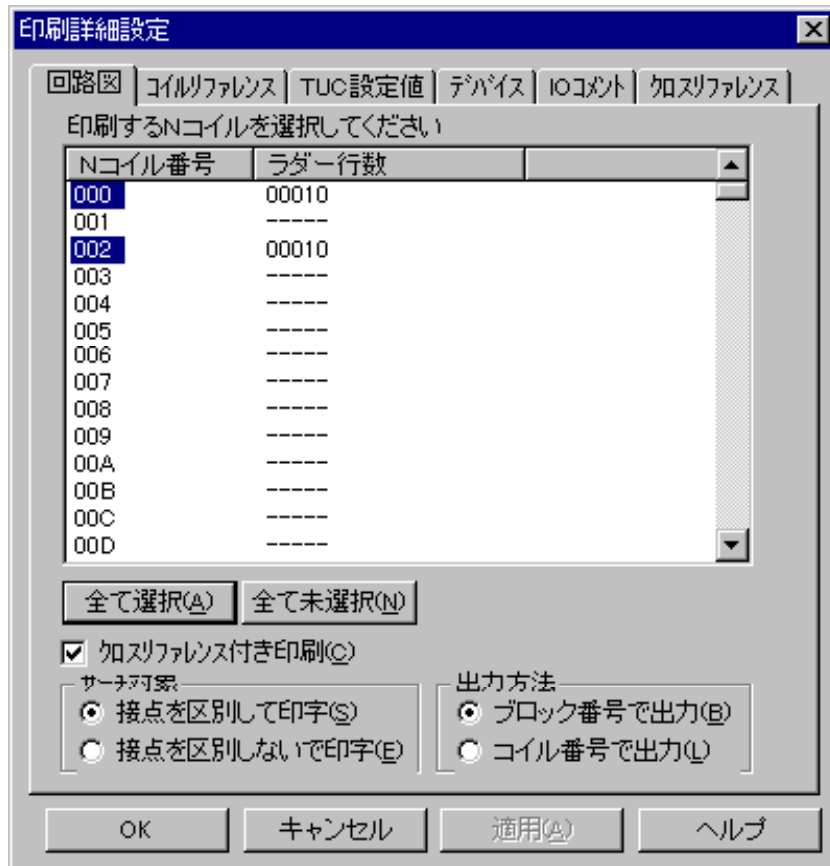 印刷詳細設定
回路図 ｺｲﾙﾘﾌｧﾚﾝｽ TUC設定値 ﾃﾞﾊﾞｲｽ IOｺﾒﾝﾄ ｸﾛｽﾘﾌｧﾚﾝｽ
印刷するNコイルを選択してください
Nコイル番号 ラダー行数
000 00010
001 -----
002 00010
003 -----
004 -----
005 -----
006 -----
007 -----
008 -----
009 -----
00A -----
00B -----
00C -----
00D -----
全て選択(A) 全て未選択(N)
ｸﾛｽﾘﾌｧﾚﾝｽ付き印刷(C)
サーチ対象 出力方法
接点を区別して印字(S) ブロック番号で出力(B)
接点を区別しないで印字(E) コイル番号で出力(L)
OK キャンセル 適用(A) ヘルプ